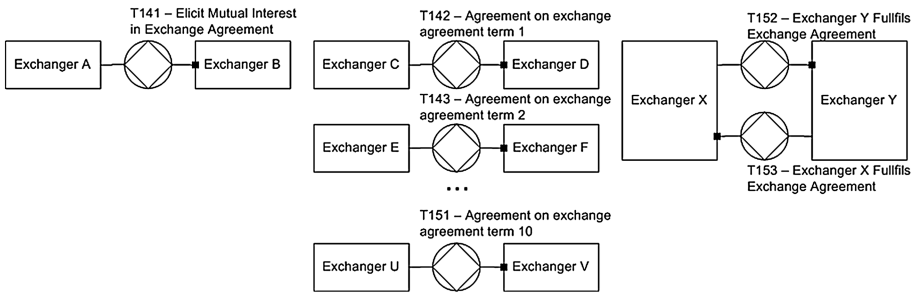 T141 – Elicit Mutual Interest
in Exchange Agreement
Exchanger A
Exchanger B
T142 – Agreement on exchange
agreement term 1
Exchanger C
Exchanger D
T143 – Agreement on exchange
agreement term 2
Exchanger E
Exchanger F
...
T151 – Agreement on exchange
agreement term 10
Exchanger U
Exchanger V
T152 – Exchanger Y Fullfils
Exchange Agreement
Exchanger X
Exchanger Y
T153 – Exchanger X Fullfils
Exchange Agreement